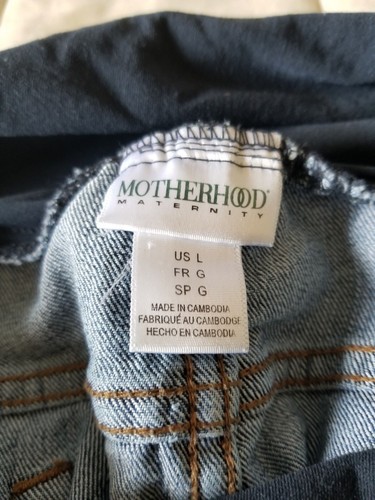 MOTHERHOOD®
MATERNITY
US L
FR G
SP G
MADE IN CAMBODIA
FABRIQUÉ AU CAMBODGE
HECHO EN CAMBODIA